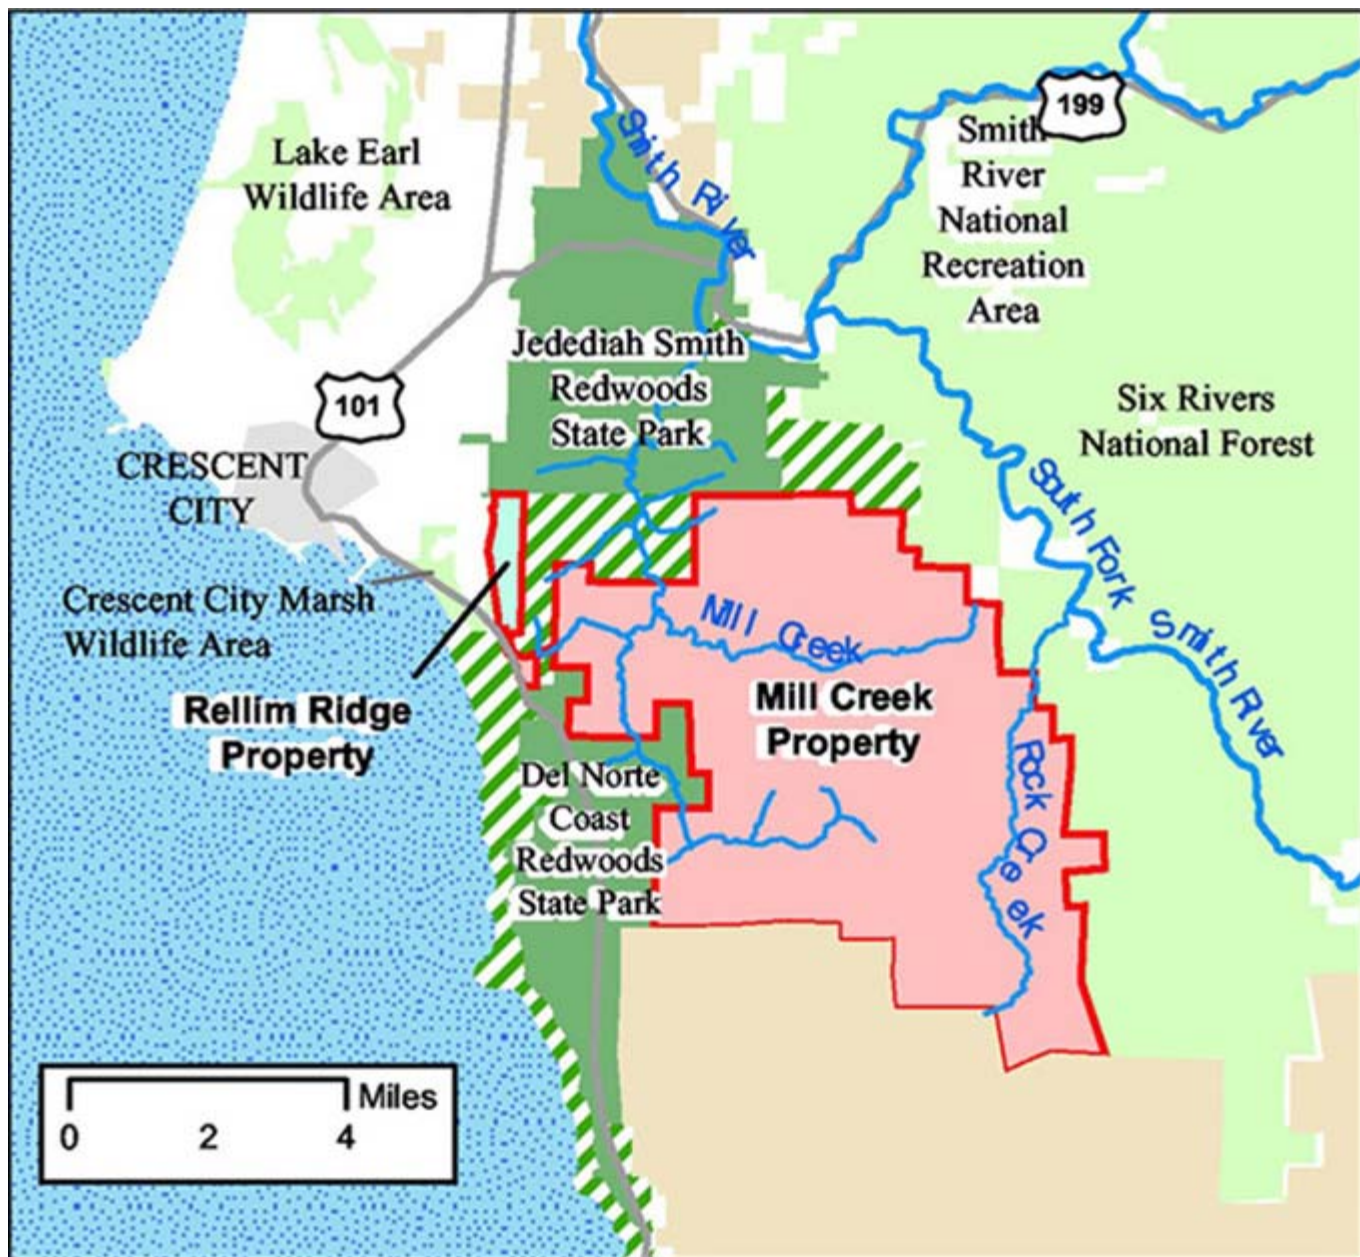 199
Smith River
Lake Earl
Wildlife Area
Smith
River
National
Recreation
Area
Jedediah Smith
Redwoods
State Park
101
Six Rivers
National Forest
CRESCENT
CITY
South Fork Smith River
Crescent City Marsh
Wildlife Area
Mill Creek
Rellim Ridge
Property
Mill Creek
Property
Rock Creek
Del Norte
Coast
Redwoods
State Park
Miles
0 2 4